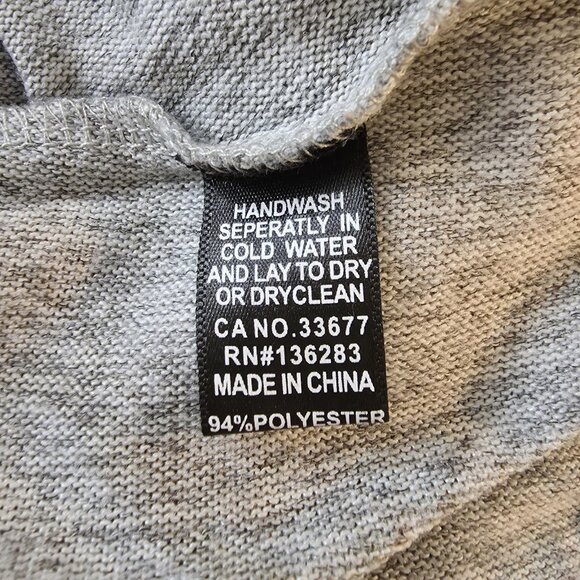 HANDWASH
SEPERATLY IN
COLD WATER
AND LAY TO DRY
OR DRYCLEAN
CA NO.33677
RN#136283
MADE IN CHINA
94%POLYESTER